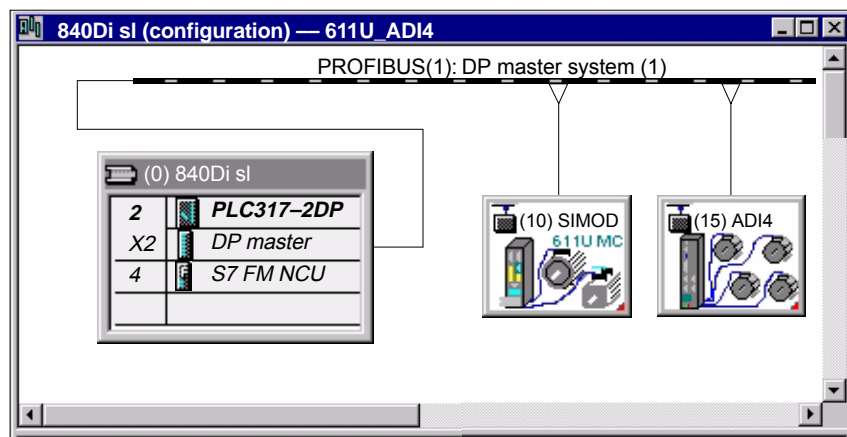 840Di sl (configuration) — 611U_ADI4
PROFIBUS(1): DP master system (1)
(0) 840Di sl
2 PLC317–2DP
X2 DP master
4 S7 FM NCU
(10) SIMOD
611U MC
(15) ADI4